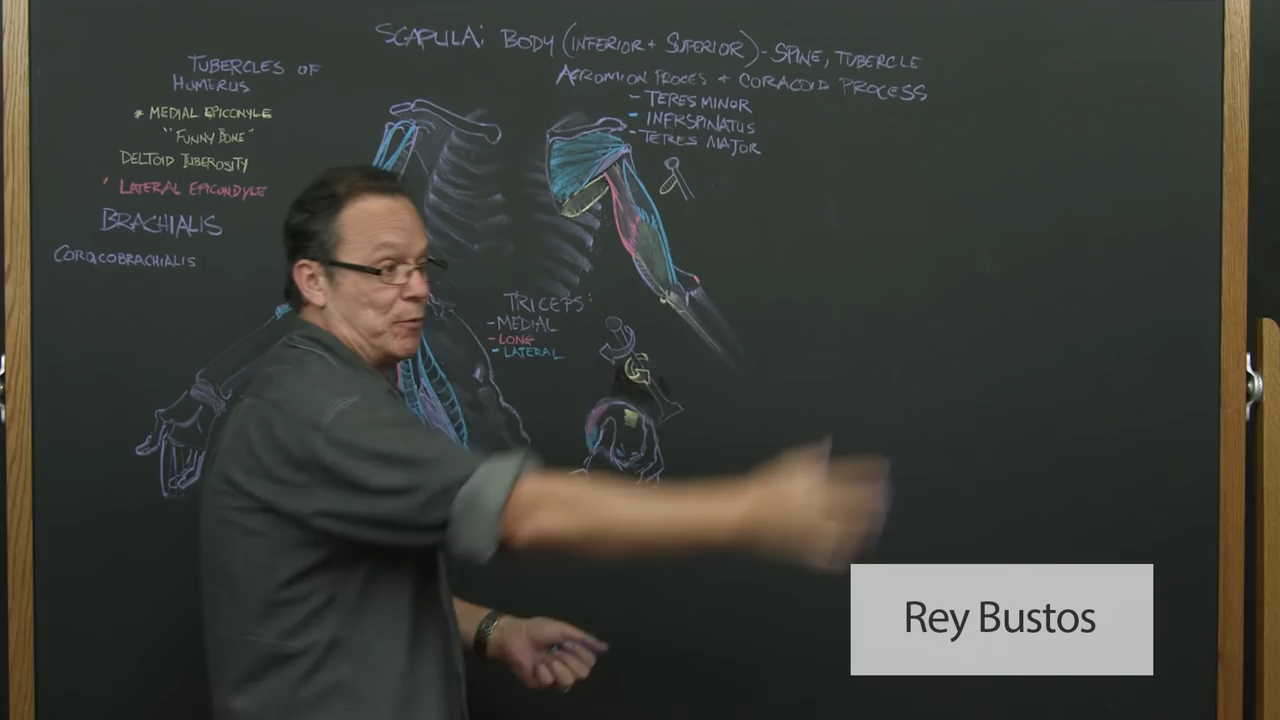 SCAPULA: BODY (INFERIOR + SUPERIOR) - SPINE, TUBERCLE
ACROMION PROCES + CORACOID PROCESS
- TERES MINOR
- INFRSPINATUS
- TERES MAJOR
TUBERCLES OF
HUMERUS
* MEDIAL EPICONYLE
"FUNNY BONE"
DELTOID TUBEROSITY
' LATERAL EPICONDYLE
BRACHIALIS
CORACOBRACHIALIS
TRICEPS:
- MEDIAL
- LONG
- LATERAL
Rey Bustos